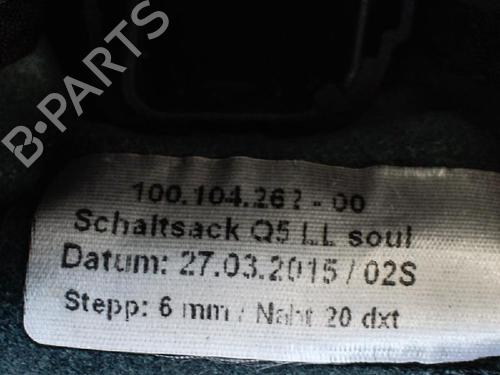 B-PARTS
100.104.262 - 00
Schaltsack Q5 LL soul
Datum: 27.03.2015 / 02S
Stepp: 6 mm / Naht 20 dxt